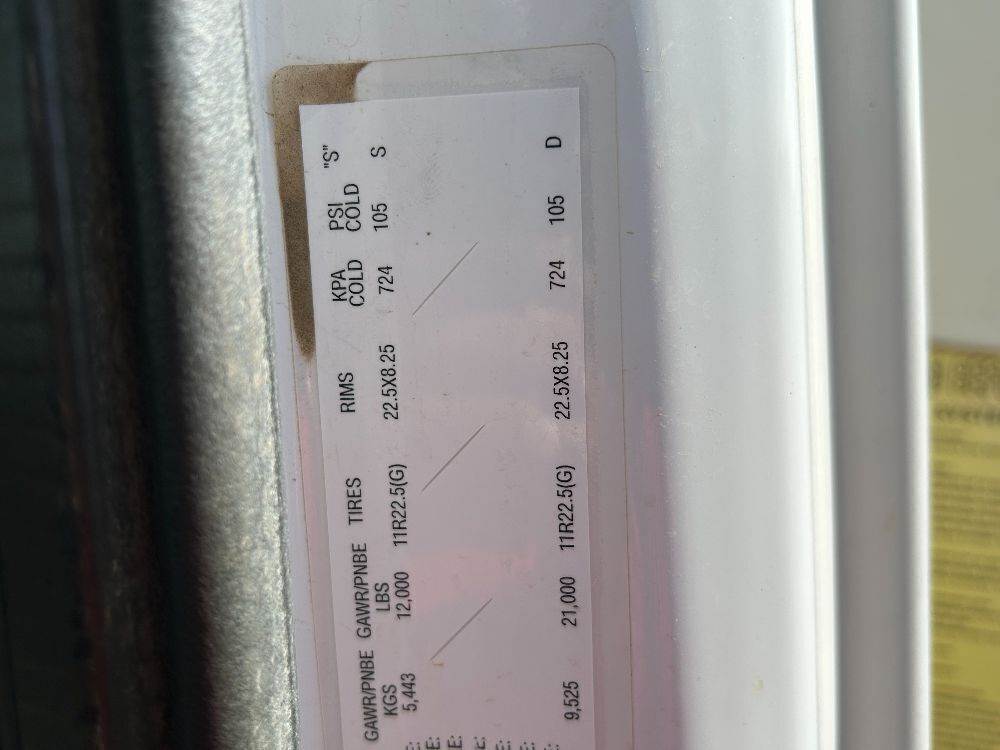 GAWR/PNBE GAWR/PNBE TIRES RIMS KPA PSI "S"
KGS LBS COLD COLD
5,443 12,000 11R22.5(G) 22.5X8.25 724 105 S
9,525 21,000 11R22.5(G) 22.5X8.25 724 105 D